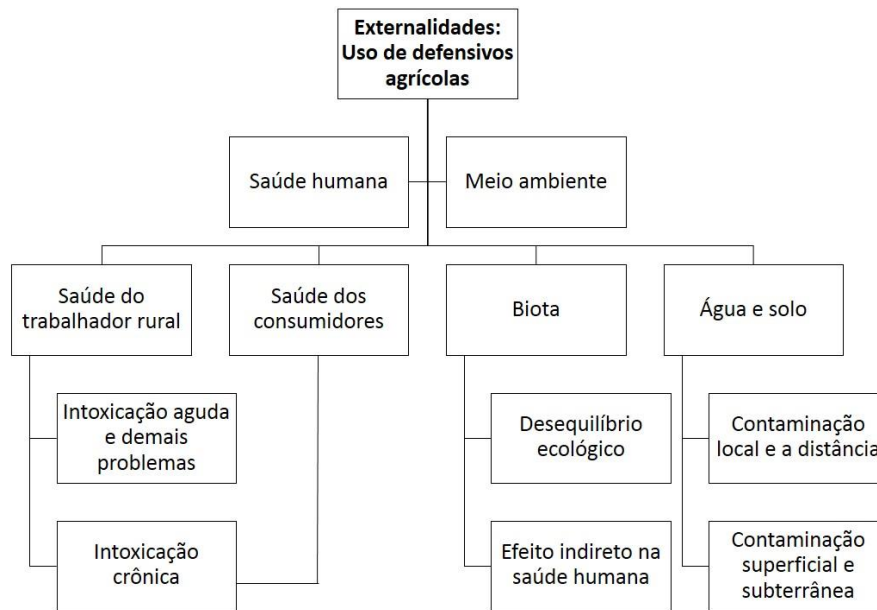 Externalidades:
Uso de defensivos
agrícolas
Saúde humana
Meio ambiente
Saúde do
trabalhador rural
Saúde dos
consumidores
Biota
Água e solo
Intoxicação aguda
e demais
problemas
Desequilíbrio
ecológico
Contaminação
local e a distância
Intoxicação
crônica
Efeito indireto na
saúde humana
Contaminação
superficial e
subterrânea